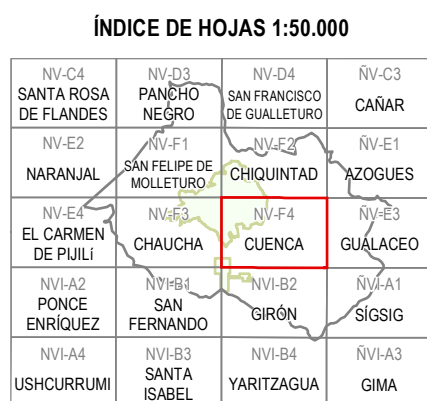 ÍNDICE DE HOJAS 1:50.000
NV-C4
SANTA ROSA
DE FLANDES
NV-D3
PANCHO
NEGRO
NV-D4
SAN FRANCISCO
DE GUALLETURO
ÑV-C3
CAÑAR
NV-E2
NARANJAL
NV-F1
SAN FELIPE DE
MOLLETURO
NV-F2
CHIQUINTAD
ÑV-E1
AZOGUES
NV-E4
EL CARMEN
DE PIJILí
NV-F3
CHAUCHA
NV-F4
CUENCA
ÑV-E3
GUALACEO
NVI-A2
PONCE
ENRÍQUEZ
NVI-B1
SAN
FERNANDO
NVI-B2
GIRÓN
ÑVI-A1
SÍGSIG
NVI-A4
USHCURRUMI
NVI-B3
SANTA
ISABEL
NVI-B4
YARITZAGUA
ÑVI-A3
GIMA